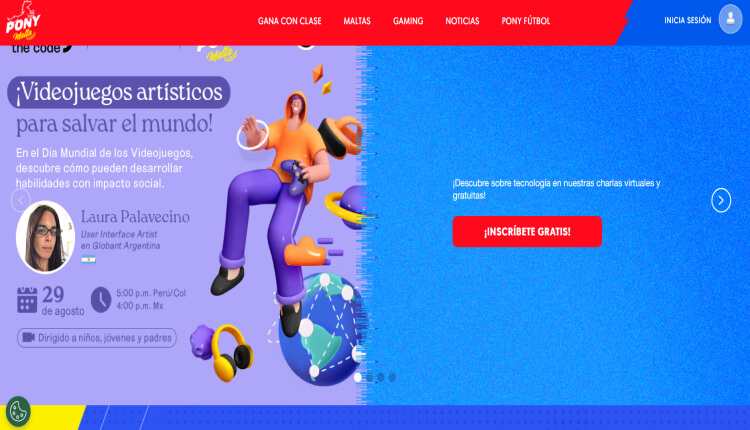 PONY
Malta
GANA CON CLASE
MALTAS
GAMING
NOTICIAS
PONY FÚTBOL
INICIA SESIÓN
the code
PONY
Malta
¡Videojuegos artísticos
para salvar el mundo!
En el Día Mundial de los Videojuegos,
descubre cómo pueden desarrollar
habilidades con impacto social.
Laura Palavecino
User Interface Artist
en Globant Argentina
29
de agosto
5:00 p.m. Perú/Col
4:00 p.m. Mx
Dirigido a niños, jóvenes y padres
¡Descubre sobre tecnología en nuestras charlas virtuales y
gratuitas!
¡INSCRÍBETE GRATIS!